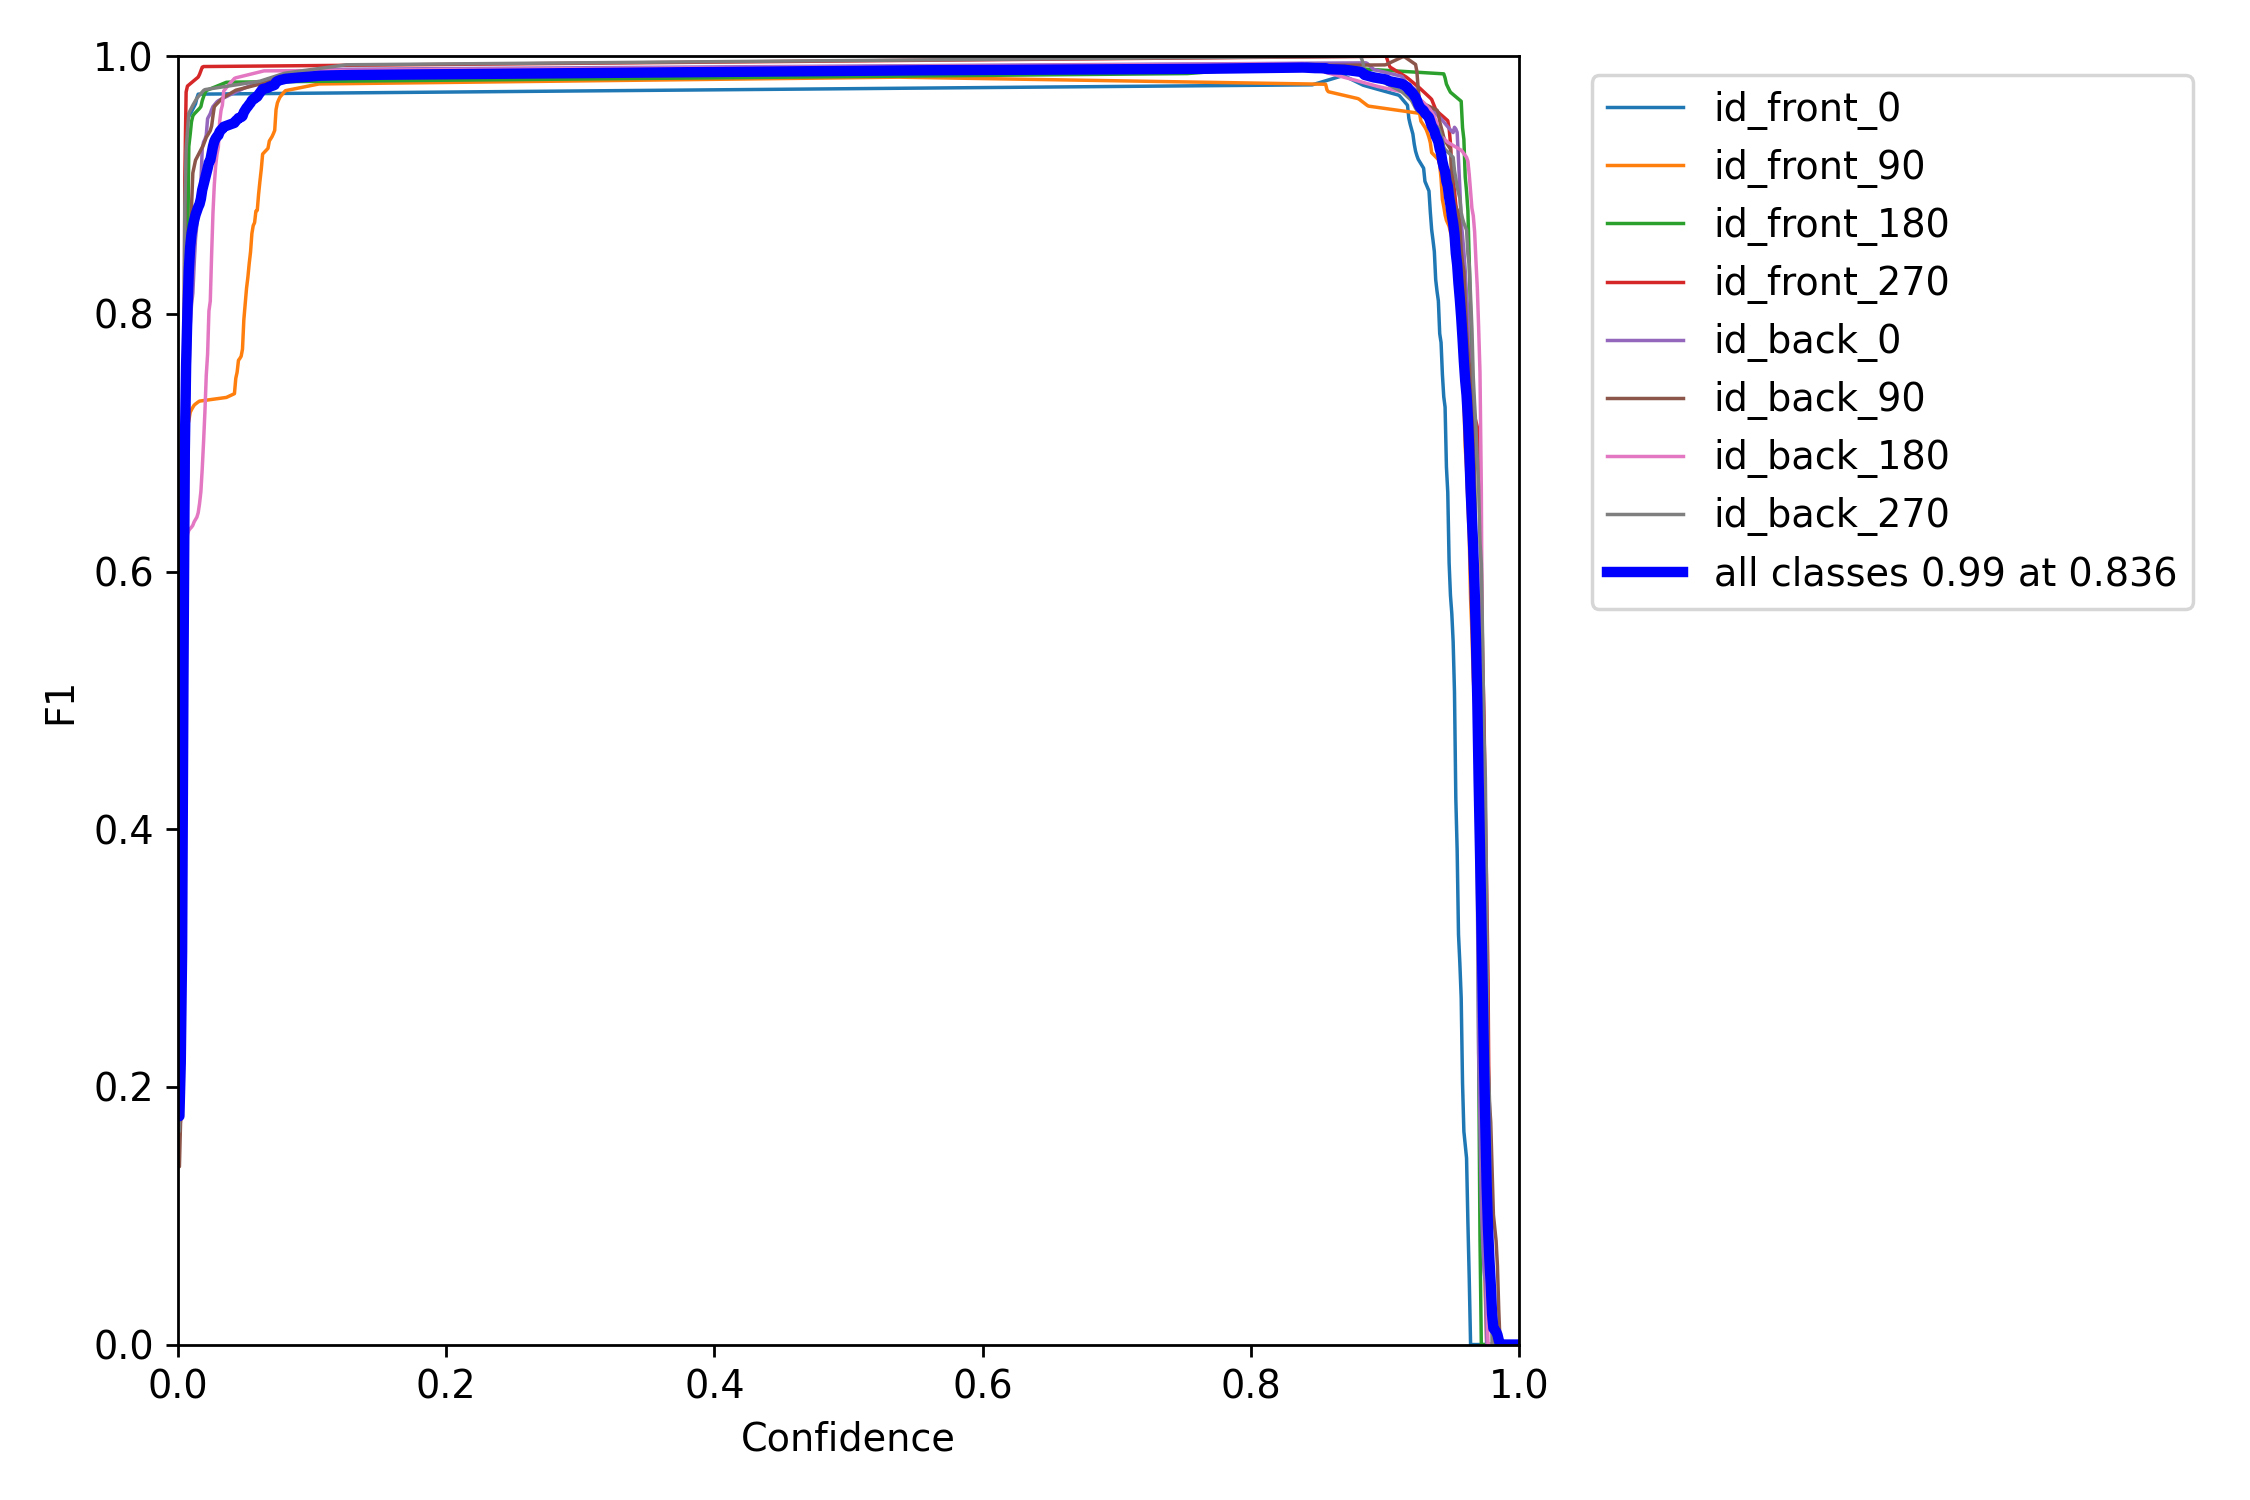 1.0
0.8
0.6
0.4
0.2
0.0
F1
0.0 0.2 0.4 0.6 0.8 1.0
Confidence
id_front_0
id_front_90
id_front_180
id_front_270
id_back_0
id_back_90
id_back_180
id_back_270
all classes 0.99 at 0.836